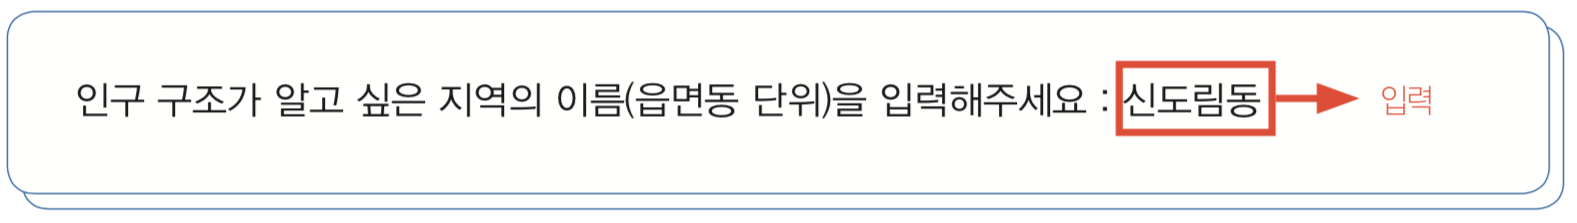 인구 구조가 알고 싶은 지역의 이름(읍면동 단위)을 입력해주세요 : 신도림동 입력